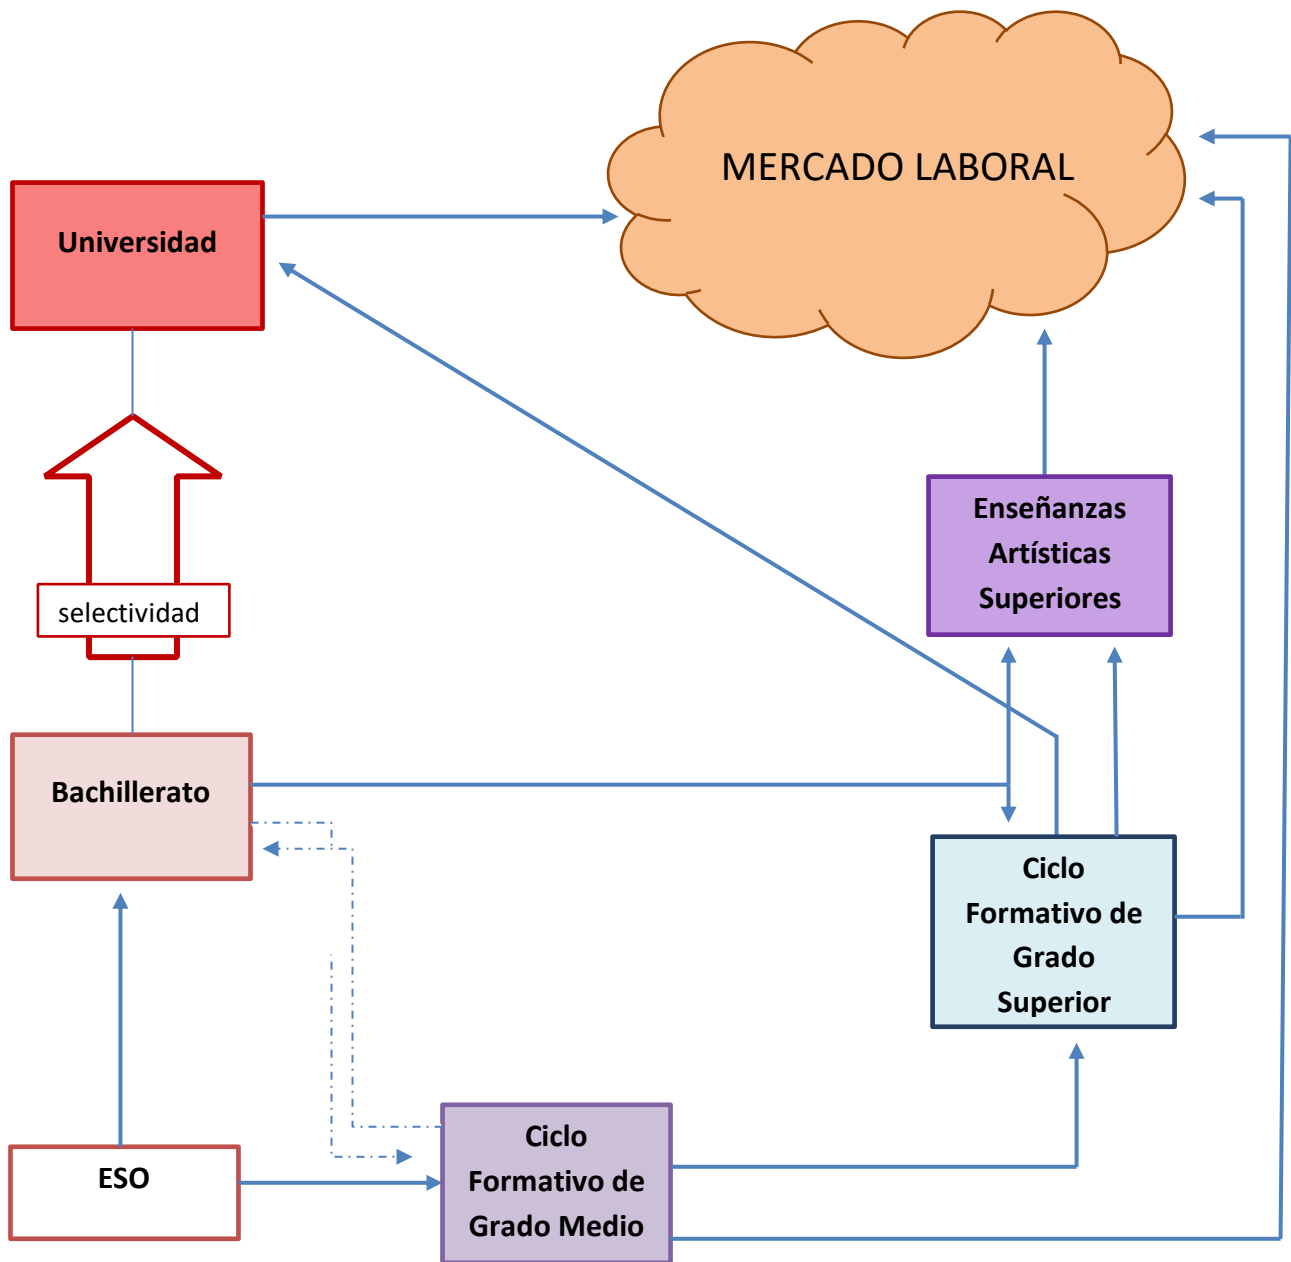 MERCADO LABORAL
Universidad
Enseñanzas
Artísticas
Superiores
selectividad
Bachillerato
Ciclo
Formativo de
Grado
Superior
Ciclo
Formativo de
Grado Medio
ESO